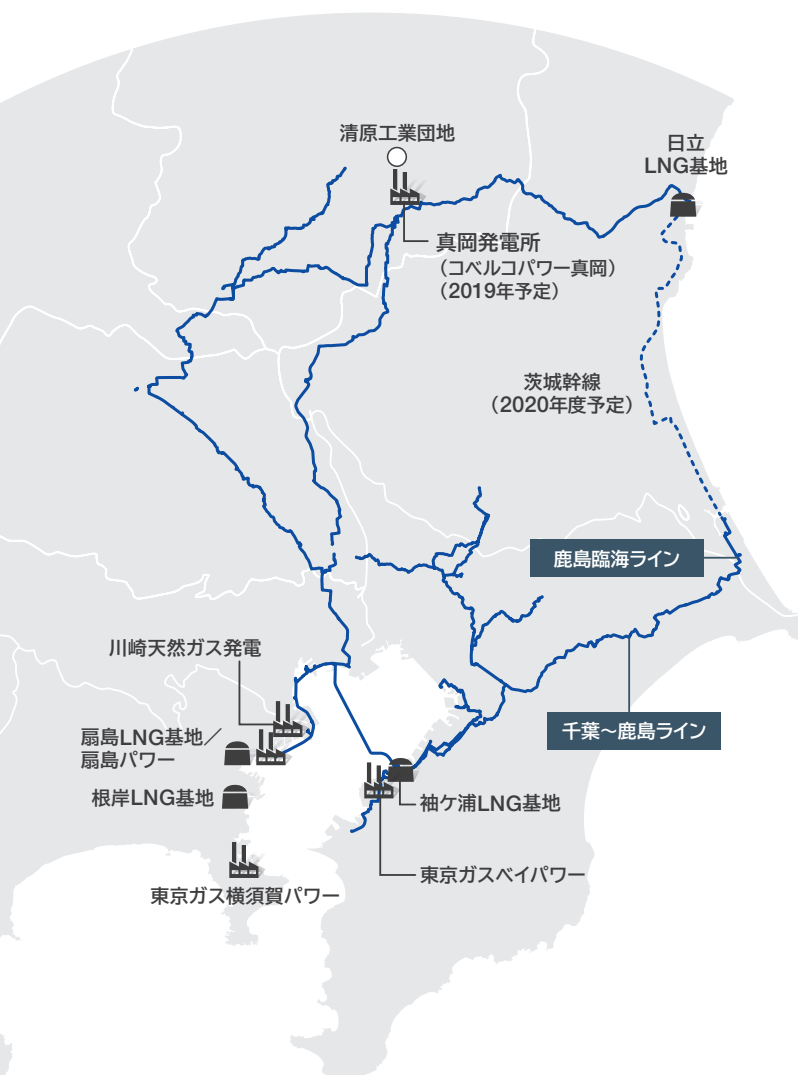 清原工業団地
日立
LNG基地
真岡発電所
（コベルコパワー真岡）
（2019年予定）
茨城幹線
（2020年度予定）
鹿島臨海ライン
川崎天然ガス発電
千葉～鹿島ライン
扇島LNG基地／
扇島パワー
根岸LNG基地
袖ケ浦LNG基地
東京ガスベイパワー
東京ガス横須賀パワー